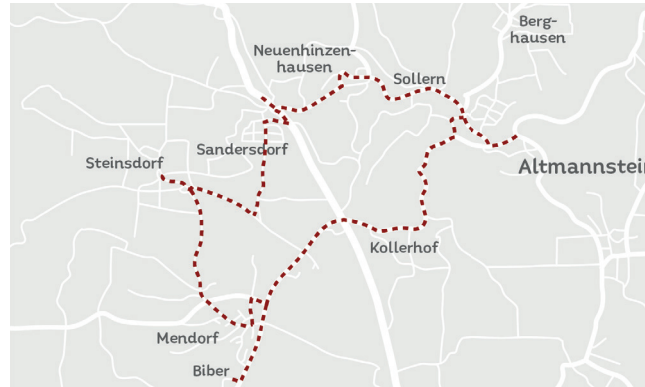 Berg-
hausen
Neuenhinzen-
hausen
Sollern
Sandersdorf
Steinsdorf
Altmannstein
Kollerhof
Mendorf
Biber